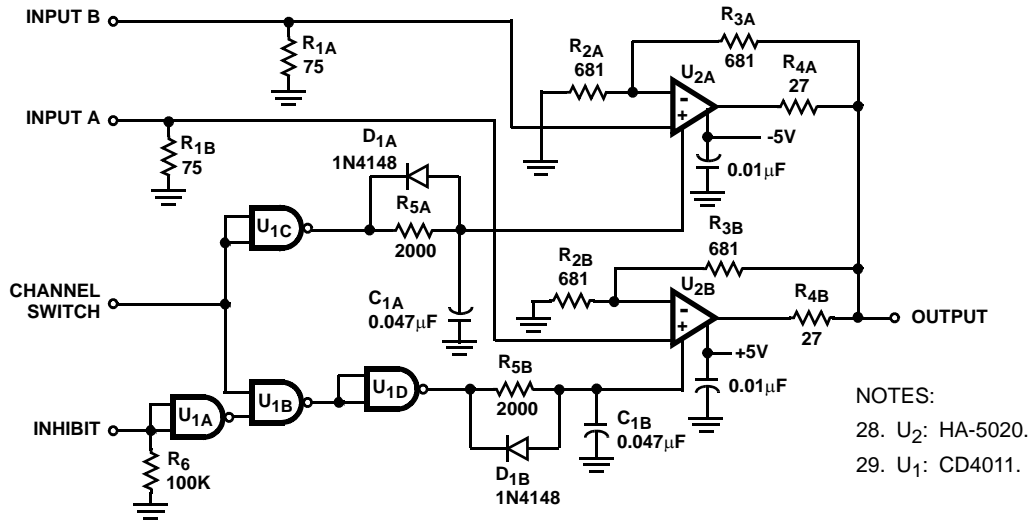 INPUT B
R1A
75
R2A
681
R3A
681
U2A
R4A
27
-
+
-5V
0.01µF
INPUT A
R1B
75
D1A
1N4148
R5A
2000
U1C
C1A
0.047µF
CHANNEL
SWITCH
R2B
681
R3B
681
U2B
R4B
27
-
+
OUTPUT
+5V
0.01µF
U1A
U1B
U1D
R5B
2000
D1B
1N4148
C1B
0.047µF
INHIBIT
R6
100K
NOTES:
28. U2: HA-5020.
29. U1: CD4011.